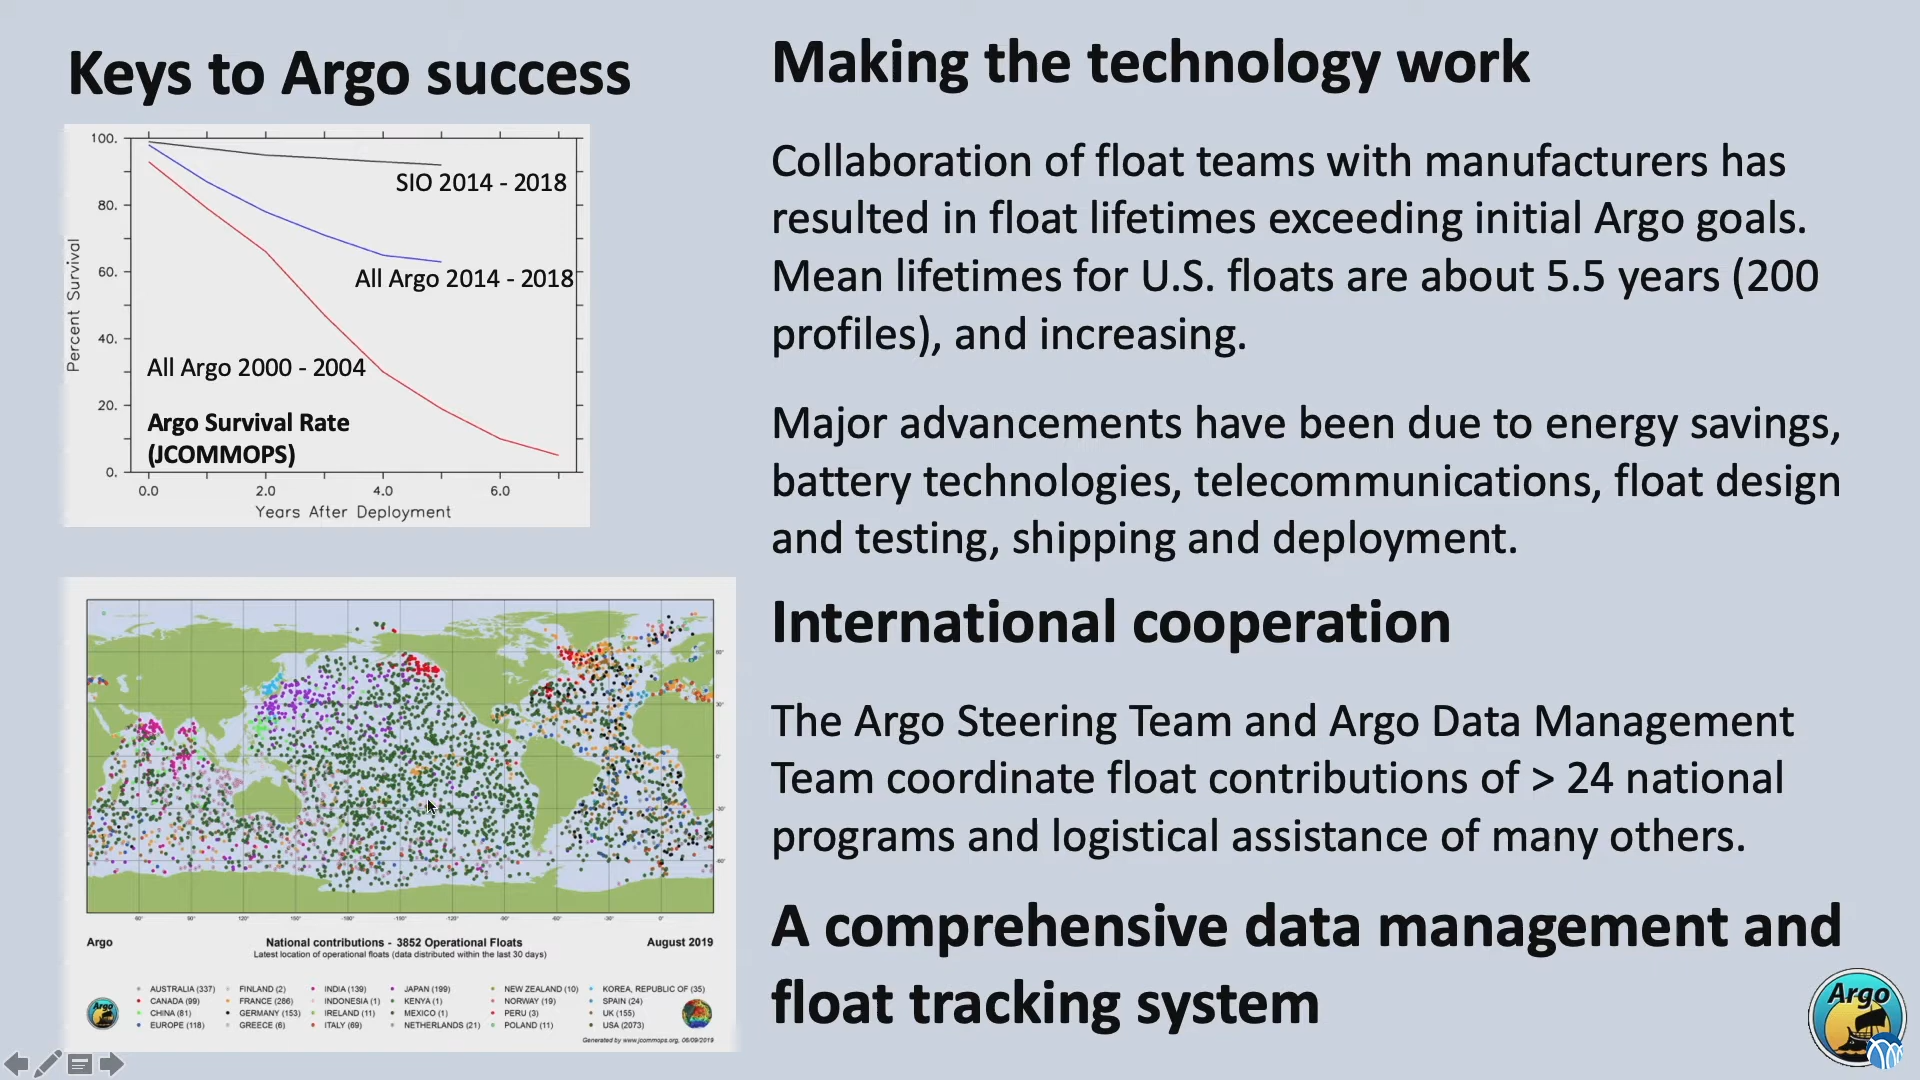 Keys to Argo success
100.
80.
60.
40.
20.
0.
Percent Survival
SIO 2014 - 2018
All Argo 2014 - 2018
All Argo 2000 - 2004
Argo Survival Rate
(JCOMMOPS)
0.0 2.0 4.0 6.0
Years After Deployment
Argo
National contributions - 3852 Operational Floats
August 2019
Latest location of operational floats (data distributed within the last 30 days)
AUSTRALIA (337) FINLAND (2) INDIA (139) JAPAN (199) NEW ZEALAND (10) KOREA, REPUBLIC OF (35)
CANADA (99) FRANCE (286) INDONESIA (1) KENYA (1) NORWAY (19) SPAIN (24)
CHINA (81) GERMANY (153) IRELAND (11) MEXICO (1) PERU (3) UK (155)
EUROPE (118) GREECE (6) ITALY (69) NETHERLANDS (21) POLAND (11) USA (2073)
Generated by www.jcommops.org, 06/09/2019
Making the technology work
Collaboration of float teams with manufacturers has
resulted in float lifetimes exceeding initial Argo goals.
Mean lifetimes for U.S. floats are about 5.5 years (200
profiles), and increasing.
Major advancements have been due to energy savings,
battery technologies, telecommunications, float design
and testing, shipping and deployment.
International cooperation
The Argo Steering Team and Argo Data Management
Team coordinate float contributions of > 24 national
programs and logistical assistance of many others.
A comprehensive data management and
float tracking system
Argo